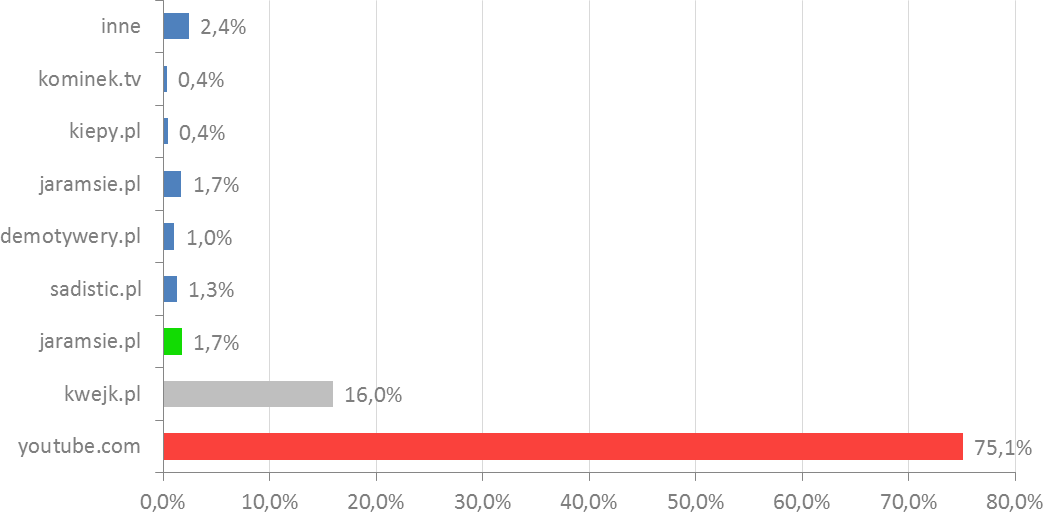 inne 2,4%
kominek.tv 0,4%
kiepy.pl 0,4%
jaramsie.pl 1,7%
demotywery.pl 1,0%
sadistic.pl 1,3%
jaramsie.pl 1,7%
kwejk.pl 16,0%
youtube.com 75,1%
0,0% 10,0% 20,0% 30,0% 40,0% 50,0% 60,0% 70,0% 80,0%